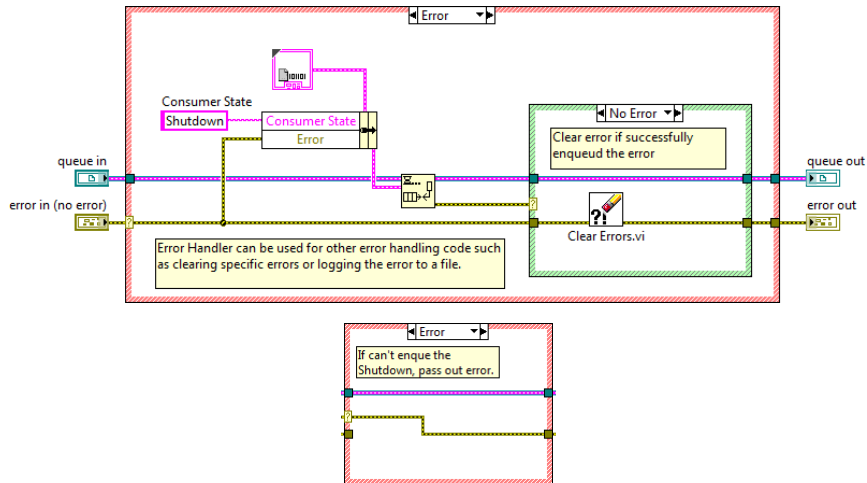 Error
Consumer State
Shutdown
Consumer State
Error
No Error
Clear error if successfully
enqueud the error
queue in
queue out
error in (no error)
error out
?
?
?!
Clear Errors.vi
Error Handler can be used for other error handling code such
as clearing specific errors or logging the error to a file.
Error
If can't enque the
Shutdown, pass out error.
?